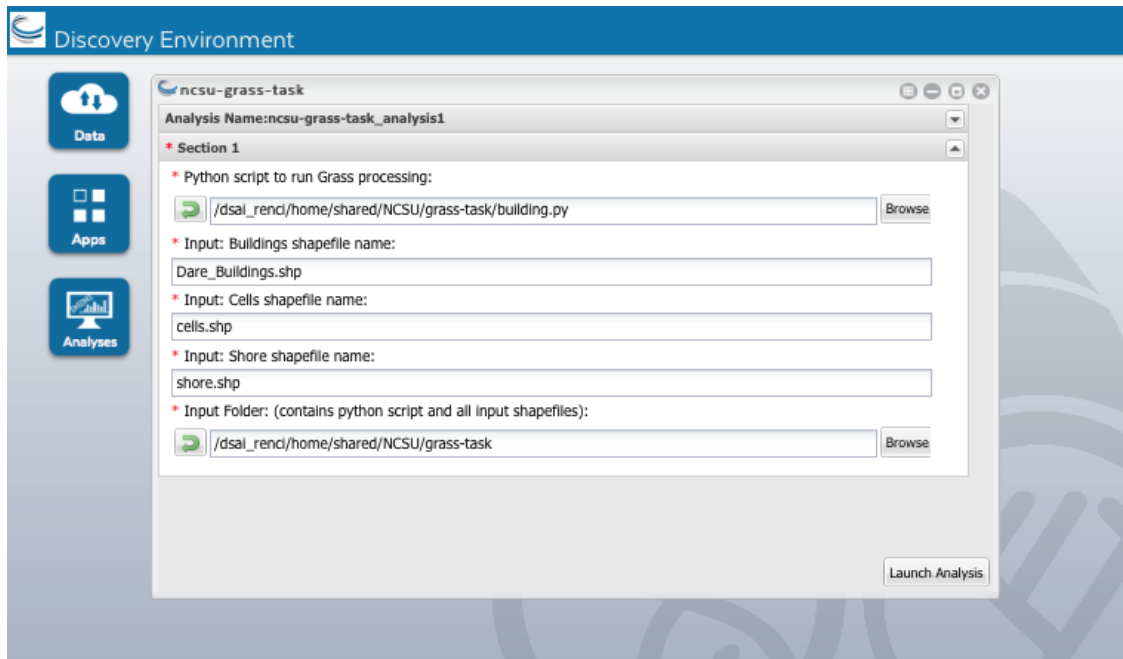 Discovery Environment
ncsu-grass-task
Data
Analysis Name:ncsu-grass-task_analysis1
* Section 1
* Python script to run Grass processing:
/dsai_renci/home/shared/NCSU/grass-task/building.py
Browse
Apps
* Input: Buildings shapefile name:
Dare_Buildings.shp
* Input: Cells shapefile name:
cells.shp
Analyses
* Input: Shore shapefile name:
shore.shp
* Input Folder: (contains python script and all input shapefiles):
/dsai_renci/home/shared/NCSU/grass-task
Browse
Launch Analysis